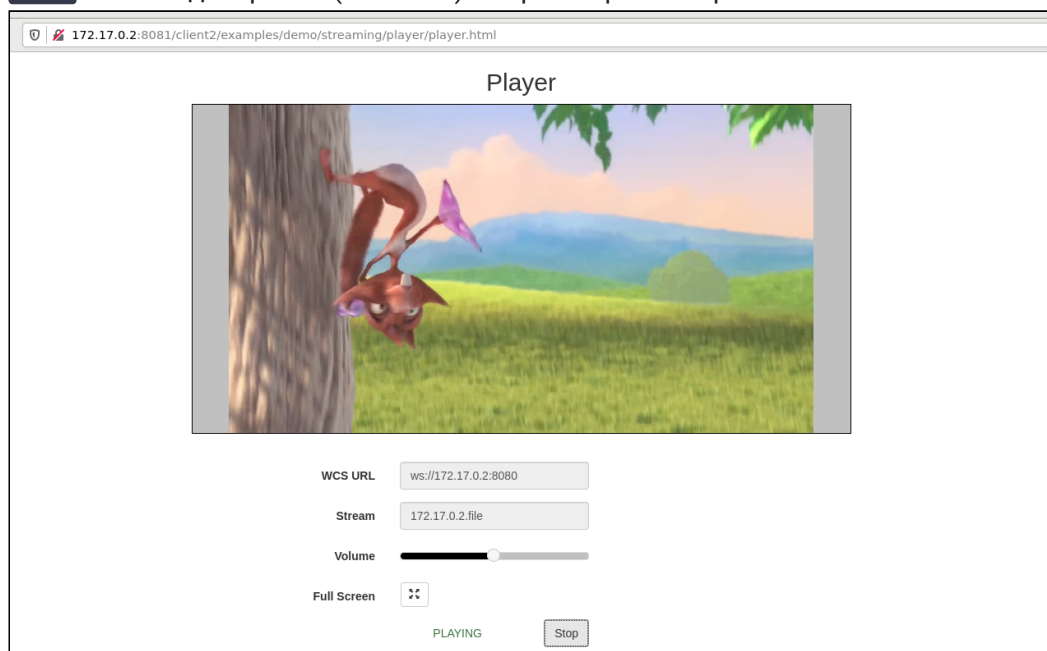 172.17.0.2:8081/client2/examples/demo/streaming/player/player.html
Player
WCS URL ws://172.17.0.2:8080
Stream 172.17.0.2.file
Volume
Full Screen
PLAYING Stop